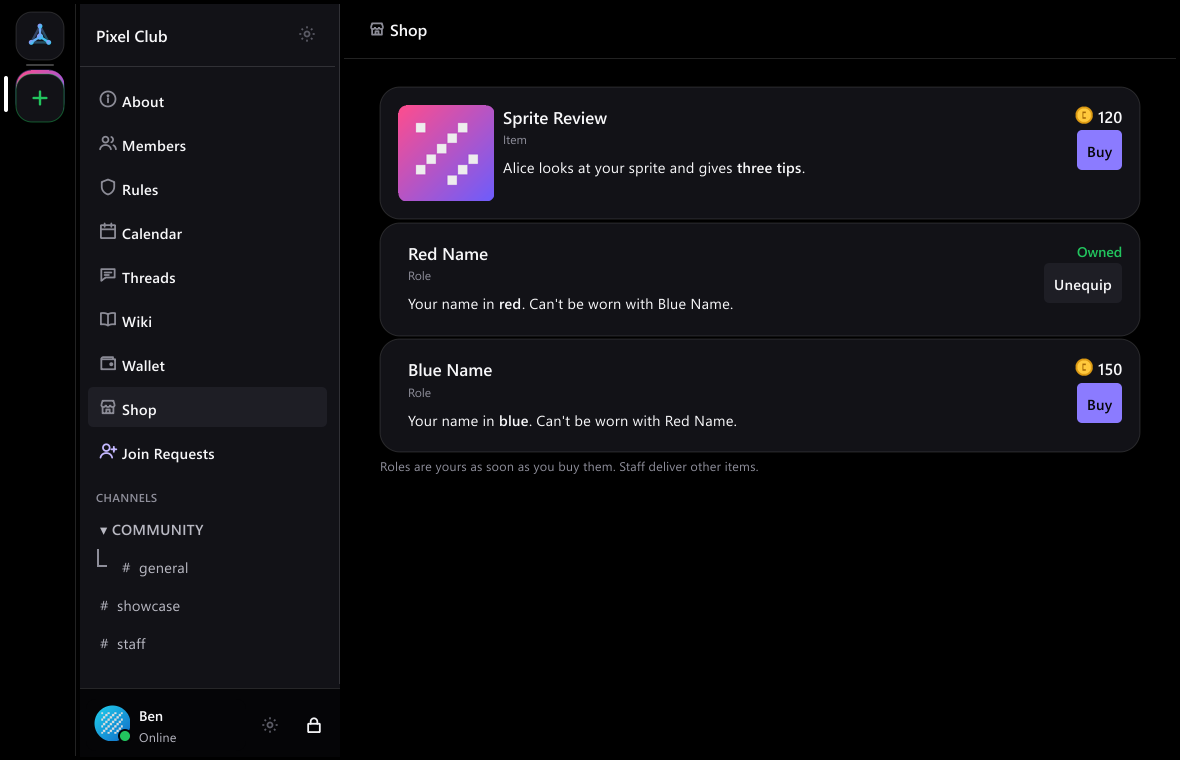 Pixel Club
About
Members
Rules
Calendar
Threads
Wiki
Wallet
Shop
Join Requests
CHANNELS
▾ COMMUNITY
# general
# showcase
# staff
Ben
Online
Shop
Sprite Review
Item
Alice looks at your sprite and gives three tips.
120
Buy
Red Name
Role
Your name in red. Can't be worn with Blue Name.
Owned
Unequip
Blue Name
Role
Your name in blue. Can't be worn with Red Name.
150
Buy
Roles are yours as soon as you buy them. Staff deliver other items.